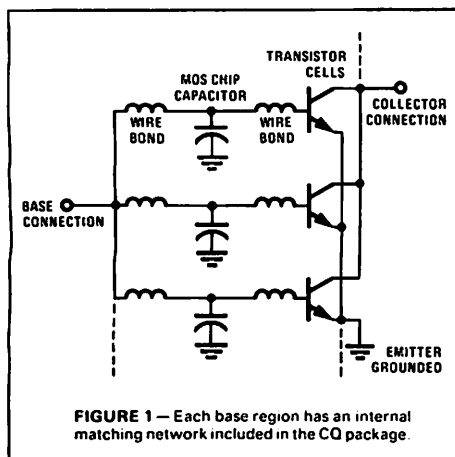 TRANSISTOR
CELLS
MOS CHIP
CAPACITOR
COLLECTOR
CONNECTION
WIRE
BOND
WIRE
BOND
BASE
CONNECTION
EMITTER
GROUNDED
FIGURE 1 — Each base region has an internal
matching network included in the CQ package.